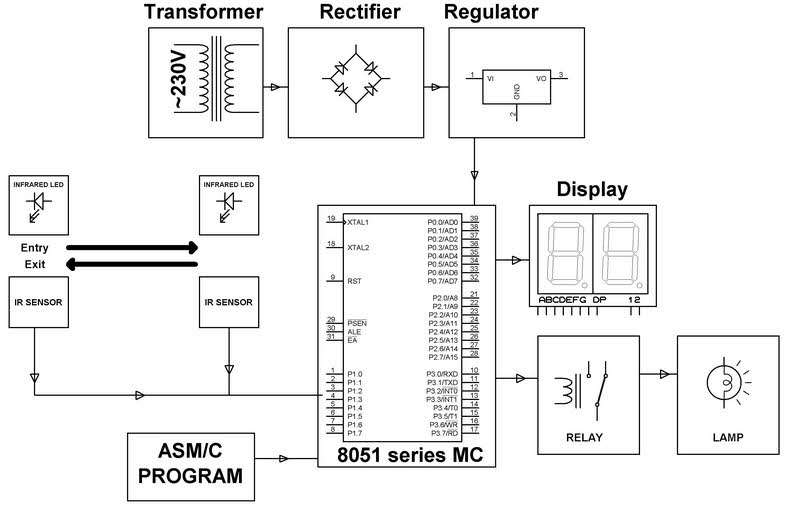 Transformer
Rectifier
Regulator
~230V
1
VI
VO
3
GND
2
INFRARED LED
INFRARED LED
Entry
Exit
IR SENSOR
IR SENSOR
19
XTAL1
18
XTAL2
9
RST
29
PSEN
30
ALE
31
EA
1
P1.0
2
P1.1
3
P1.2
4
P1.3
5
P1.4
6
P1.5
7
P1.6
8
P1.7
P0.0/AD0
39
P0.1/AD1
38
P0.2/AD2
37
P0.3/AD3
36
P0.4/AD4
35
P0.5/AD5
34
P0.6/AD6
33
P0.7/AD7
32
P2.0/A8
21
P2.1/A9
22
P2.2/A10
23
P2.3/A11
24
P2.4/A12
25
P2.5/A13
26
P2.6/A14
27
P2.7/A15
28
P3.0/RXD
10
P3.1/TXD
11
P3.2/INT0
12
P3.3/INT1
13
P3.4/T0
14
P3.5/T1
15
P3.6/WR
16
P3.7/RD
17
8051 series MC
Display
ABCDEFG DP 12
RELAY
LAMP
ASM/C
PROGRAM